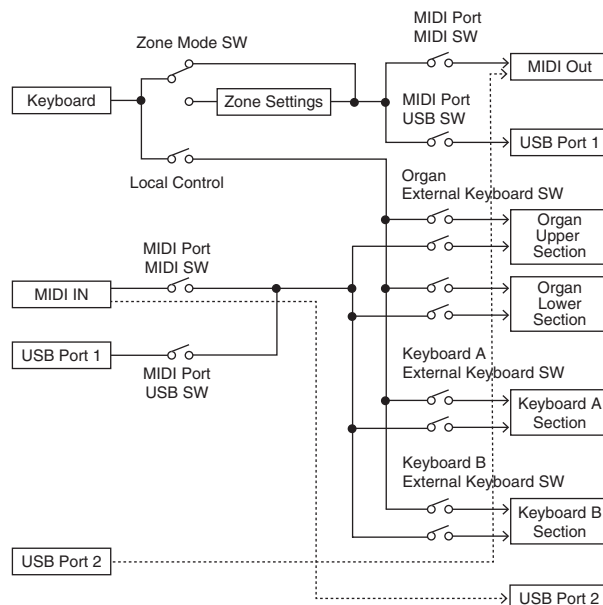 MIDI Port
MIDI SW
Zone Mode SW
MIDI Out
Keyboard
Zone Settings
MIDI Port
USB SW
USB Port 1
Local Control
Organ
External Keyboard SW
Organ
Upper
Section
MIDI Port
MIDI SW
MIDI IN
Organ
Lower
Section
USB Port 1
MIDI Port
USB SW
Keyboard A
External Keyboard SW
Keyboard A
Section
Keyboard B
External Keyboard SW
Keyboard B
Section
USB Port 2
USB Port 2